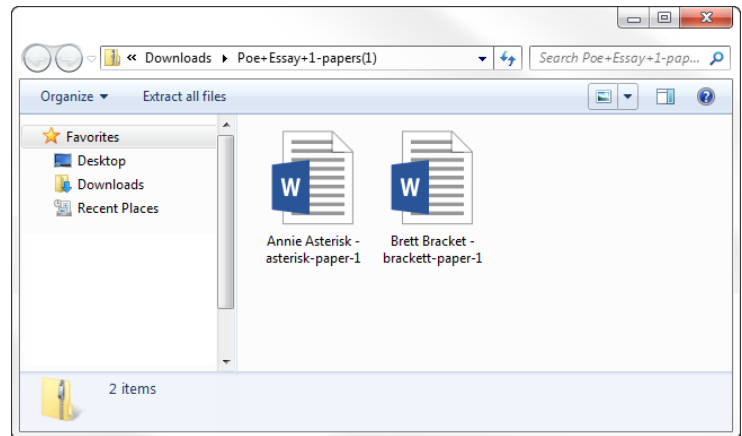 « Downloads Poe+Essay+1-papers(1)
Search Poe+Essay+1-pap...
Organize Extract all files
Favorites
Desktop
Downloads
Recent Places
W
Annie Asterisk -
asterisk-paper-1
W
Brett Bracket -
brackett-paper-1
2 items